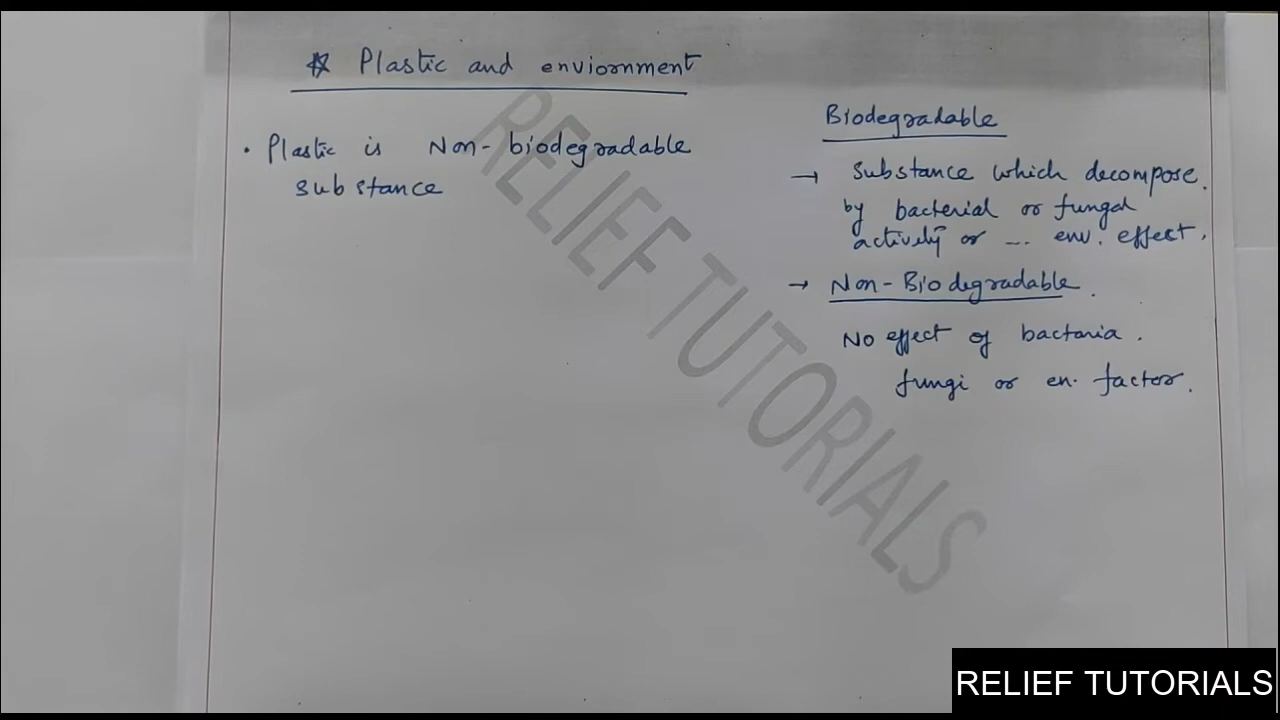 ☆ Plastic and enviornment
• Plastic is Non-biodegradable
substance
Biodegradable
→ Substance which decompose.
by bacterial or fungal
activity or ... env. effect.
→ Non-Biodegradable.
No effect of bactaria.
fungi or en. factor.
RELIEF TUTORIALS
RELIEF TUTORIALS